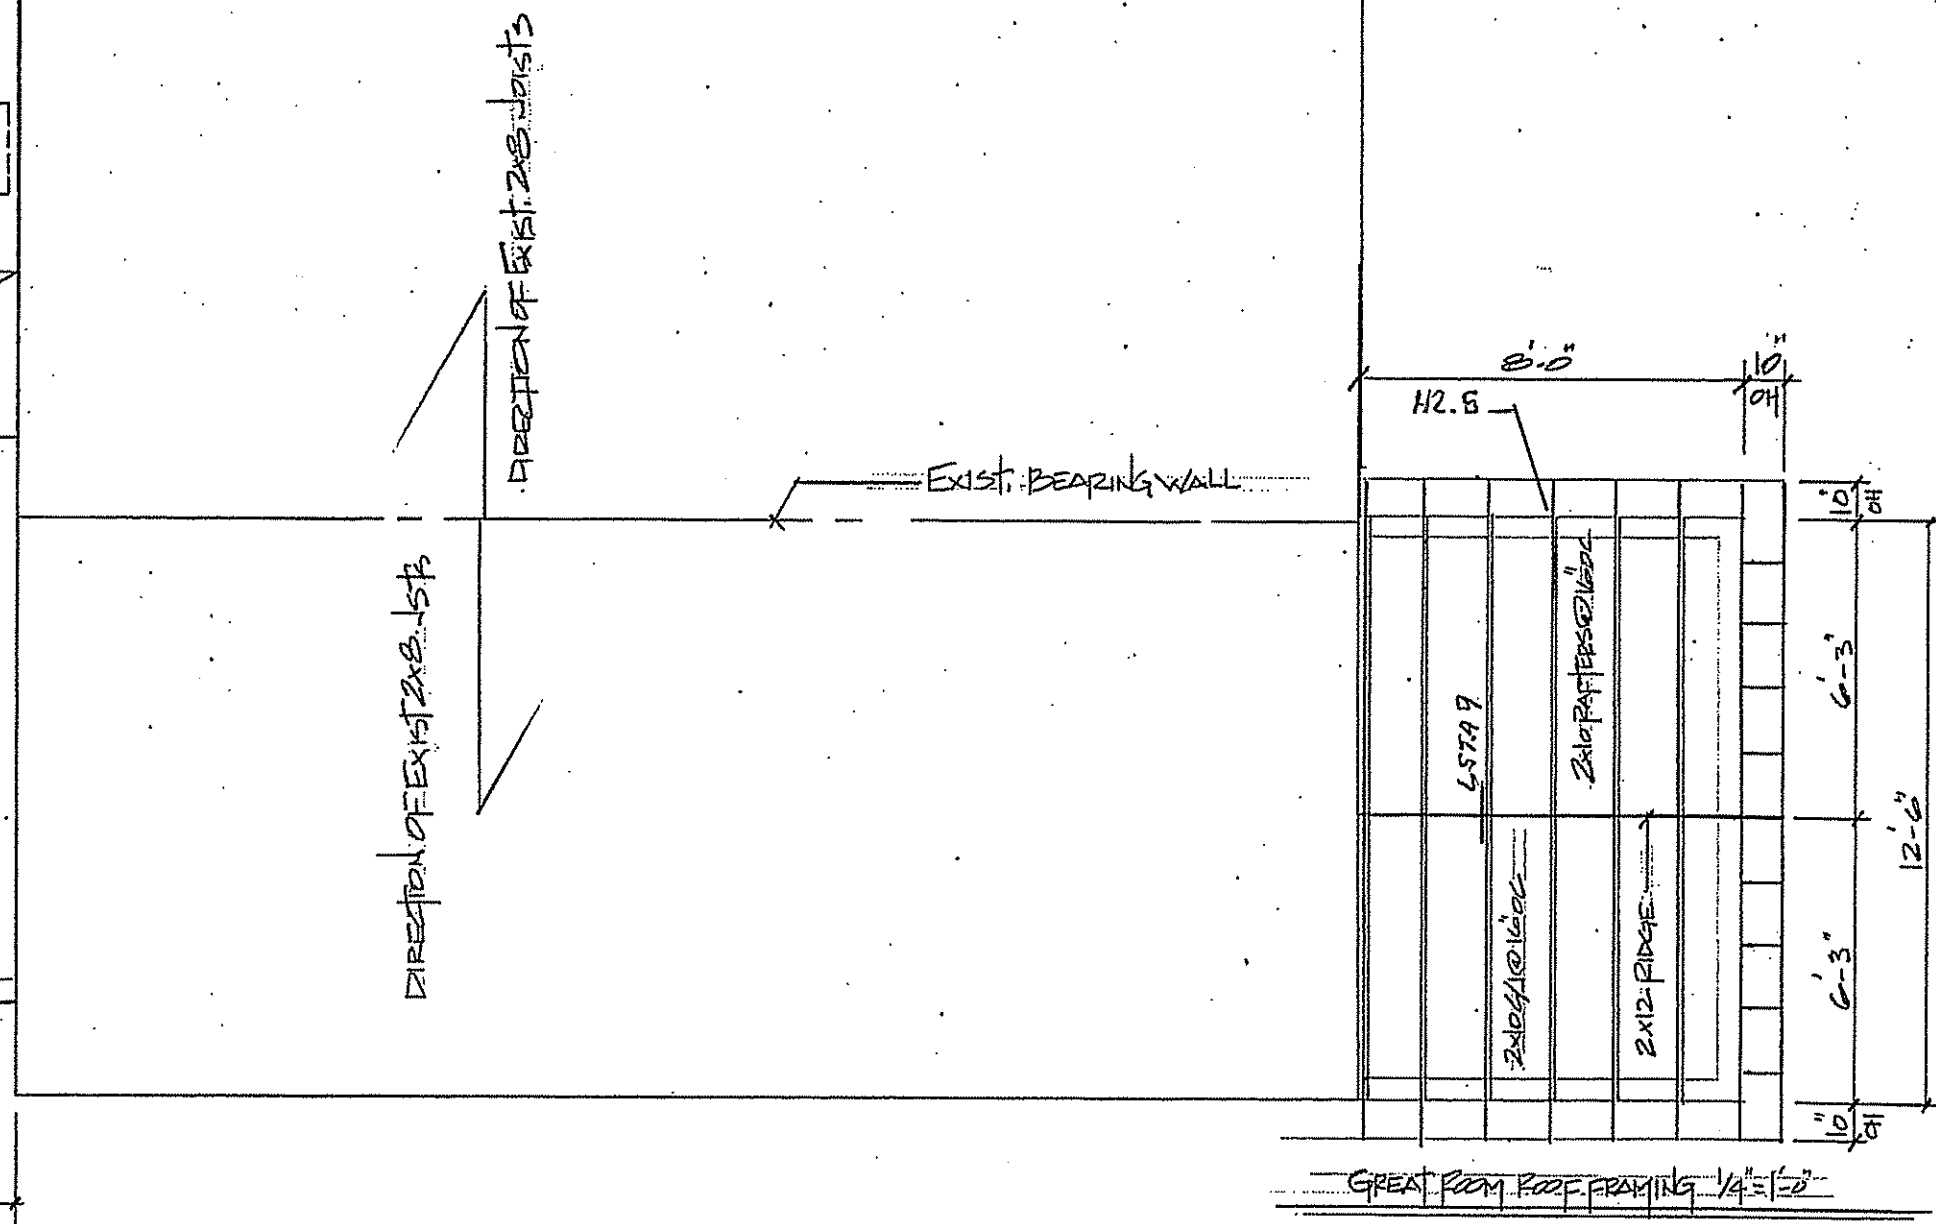 DIRECTION OF EXIST. 2x8 JOISTS
8'-0"
10"
OH
H2.5
EXIST. BEARING WALL
10"
OH
DIRECTION OF EXIST 2x8 JSTS
2x10 RAFTERS @ 16"OC
6'-3"
LSTA 9
12'-6"
2x10 @ 16"OC
2x12 RIDGE
6'-3"
10"
OH
GREAT ROOM ROOF FRAMING 1/4"=1'-0"